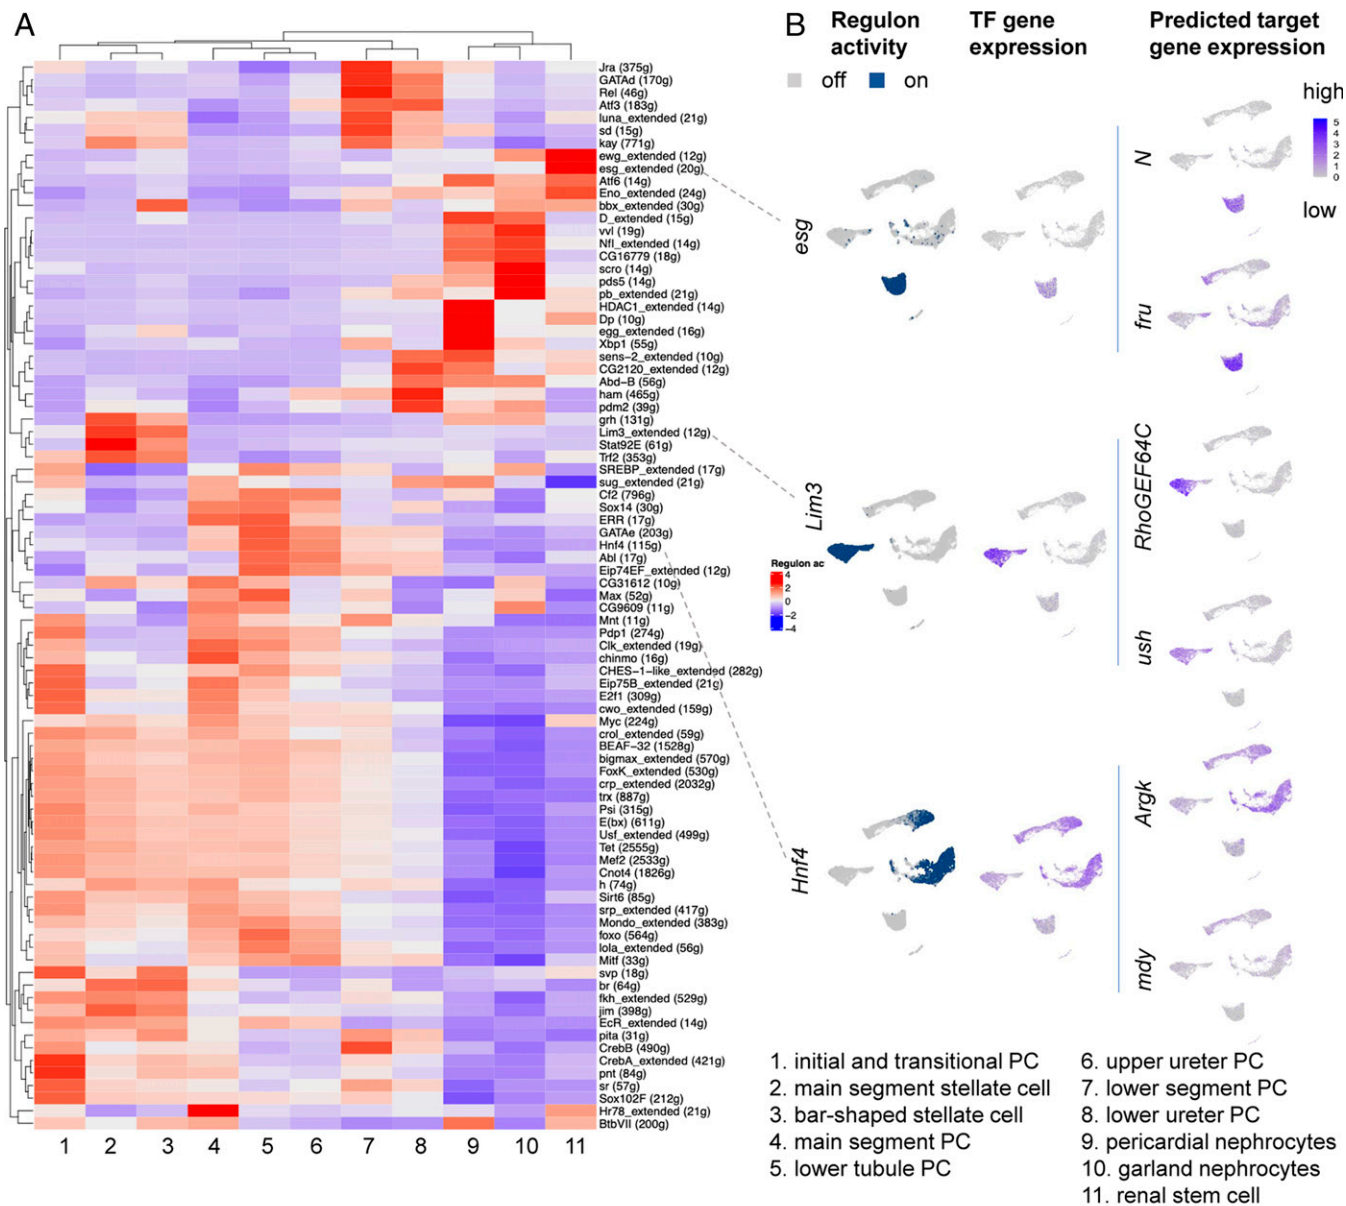 A
Jra (375g)
GATAd (170g)
Rel (46g)
Atf3 (183g)
luna_extended (21g)
sd (15g)
kay (771g)
ewg_extended (12g)
esg_extended (20g)
Atf6 (14g)
Eno_extended (24g)
bbx_extended (30g)
D_extended (15g)
vvl (19g)
Nfl_extended (14g)
CG16779 (18g)
scro (14g)
pds5 (14g)
pb_extended (21g)
HDAC1_extended (14g)
Dp (10g)
egg_extended (16g)
Xbp1 (55g)
sens-2_extended (10g)
CG2120_extended (12g)
Abd-B (56g)
ham (465g)
pdm2 (39g)
grh (131g)
Lim3_extended (12g)
Stat92E (61g)
Trf2 (353g)
SREBP_extended (17g)
sug_extended (21g)
Cf2 (796g)
Sox14 (30g)
ERR (17g)
GATAe (203g)
Hnf4 (115g)
Abl (17g)
Eip74EF_extended (12g)
CG31612 (10g)
Max (52g)
CG9609 (11g)
Mnt (11g)
Pdp1 (274g)
Clk_extended (19g)
chinmo (16g)
CHES-1-like_extended (282g)
Eip75B_extended (21g)
E2f1 (309g)
cwo_extended (159g)
Myc (224g)
crol_extended (59g)
BEAF-32 (1528g)
bigmax_extended (570g)
FoxK_extended (530g)
crp_extended (2032g)
trx (887g)
Psi (315g)
E(bx) (611g)
Usf_extended (499g)
Tet (2555g)
Mef2 (2533g)
Cnot4 (1826g)
h (74g)
Sirt6 (85g)
srp_extended (417g)
Mondo_extended (383g)
foxo (564g)
lola_extended (56g)
Mitf (33g)
svp (18g)
br (64g)
fkh_extended (529g)
jim (398g)
EcR_extended (14g)
pita (31g)
CrebB (490g)
CrebA_extended (421g)
pnt (84g)
sr (57g)
Sox102F (212g)
Hr78_extended (21g)
BtbVII (200g)
1 2 3 4 5 6 7 8 9 10 11
Regulon ac
4
2
0
-2
-4
B
Regulon activity
TF gene expression
Predicted target gene expression
off on
high
5
4
3
2
1
0
low
esg
N
fru
Lim3
RhoGEF64C
ush
Hnf4
Argk
mdy
1. initial and transitional PC
2. main segment stellate cell
3. bar-shaped stellate cell
4. main segment PC
5. lower tubule PC
6. upper ureter PC
7. lower segment PC
8. lower ureter PC
9. pericardial nephrocytes
10. garland nephrocytes
11. renal stem cell